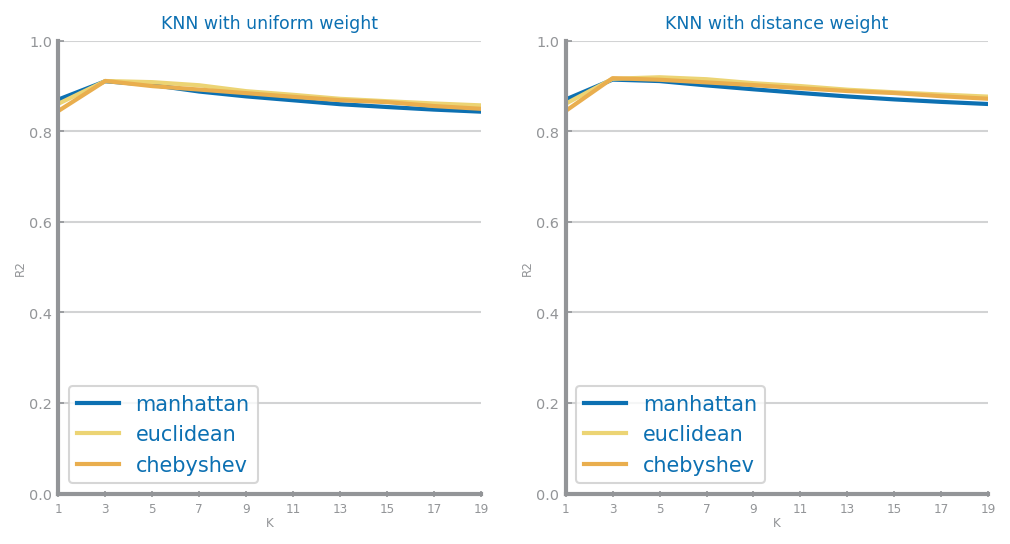 KNN with uniform weight
1.0
0.8
0.6
R2
0.4
0.2
0.0
manhattan
euclidean
chebyshev
1 3 5 7 9 11 13 15 17 19
K
KNN with distance weight
1.0
0.8
0.6
R2
0.4
0.2
0.0
manhattan
euclidean
chebyshev
1 3 5 7 9 11 13 15 17 19
K